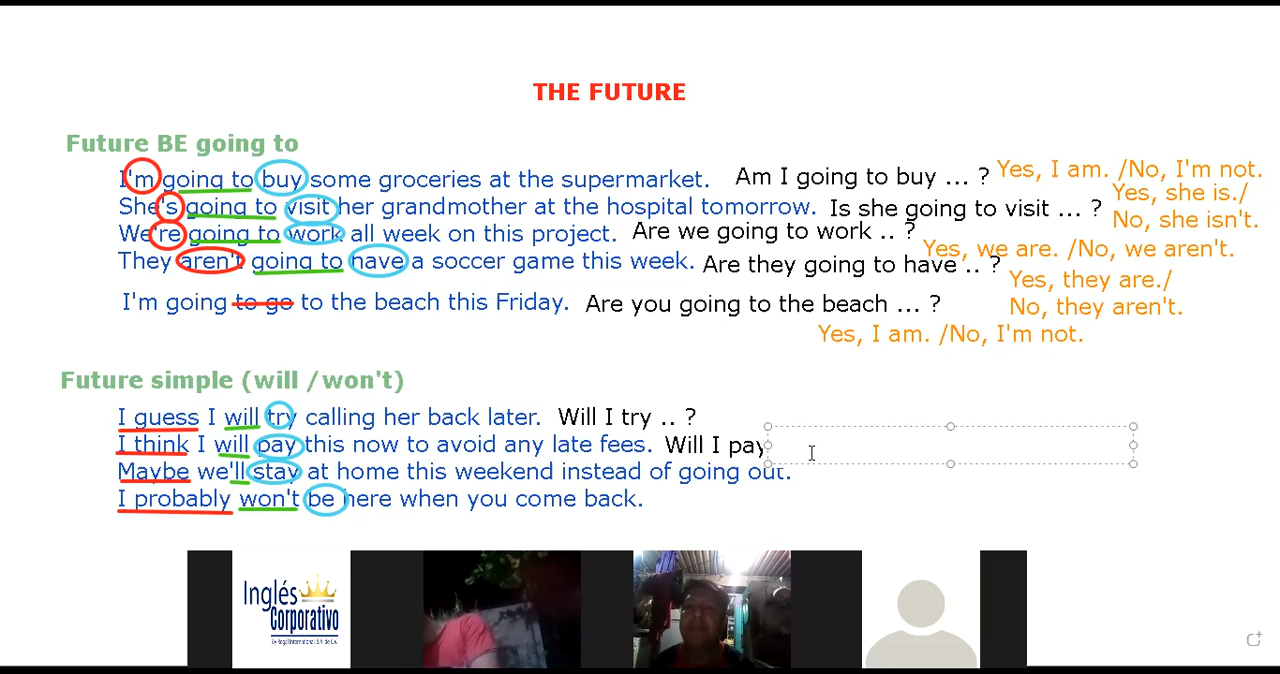 THE FUTURE
Future BE going to
I'm going to buy some groceries at the supermarket. Am I going to buy ... ? Yes, I am. /No, I'm not.
She's going to visit her grandmother at the hospital tomorrow. Is she going to visit ... ? Yes, she is./
No, she isn't.
We're going to work all week on this project. Are we going to work .. ? Yes, we are. /No, we aren't.
They aren't going to have a soccer game this week. Are they going to have .. ? Yes, they are./
No, they aren't.
I'm going to go to the beach this Friday. Are you going to the beach ... ?
Yes, I am. /No, I'm not.
Future simple (will /won't)
I guess I will try calling her back later. Will I try .. ?
I think I will pay this now to avoid any late fees. Will I pay
Maybe we'll stay at home this weekend instead of going out.
I probably won't be here when you come back.
Inglés
Corporativo